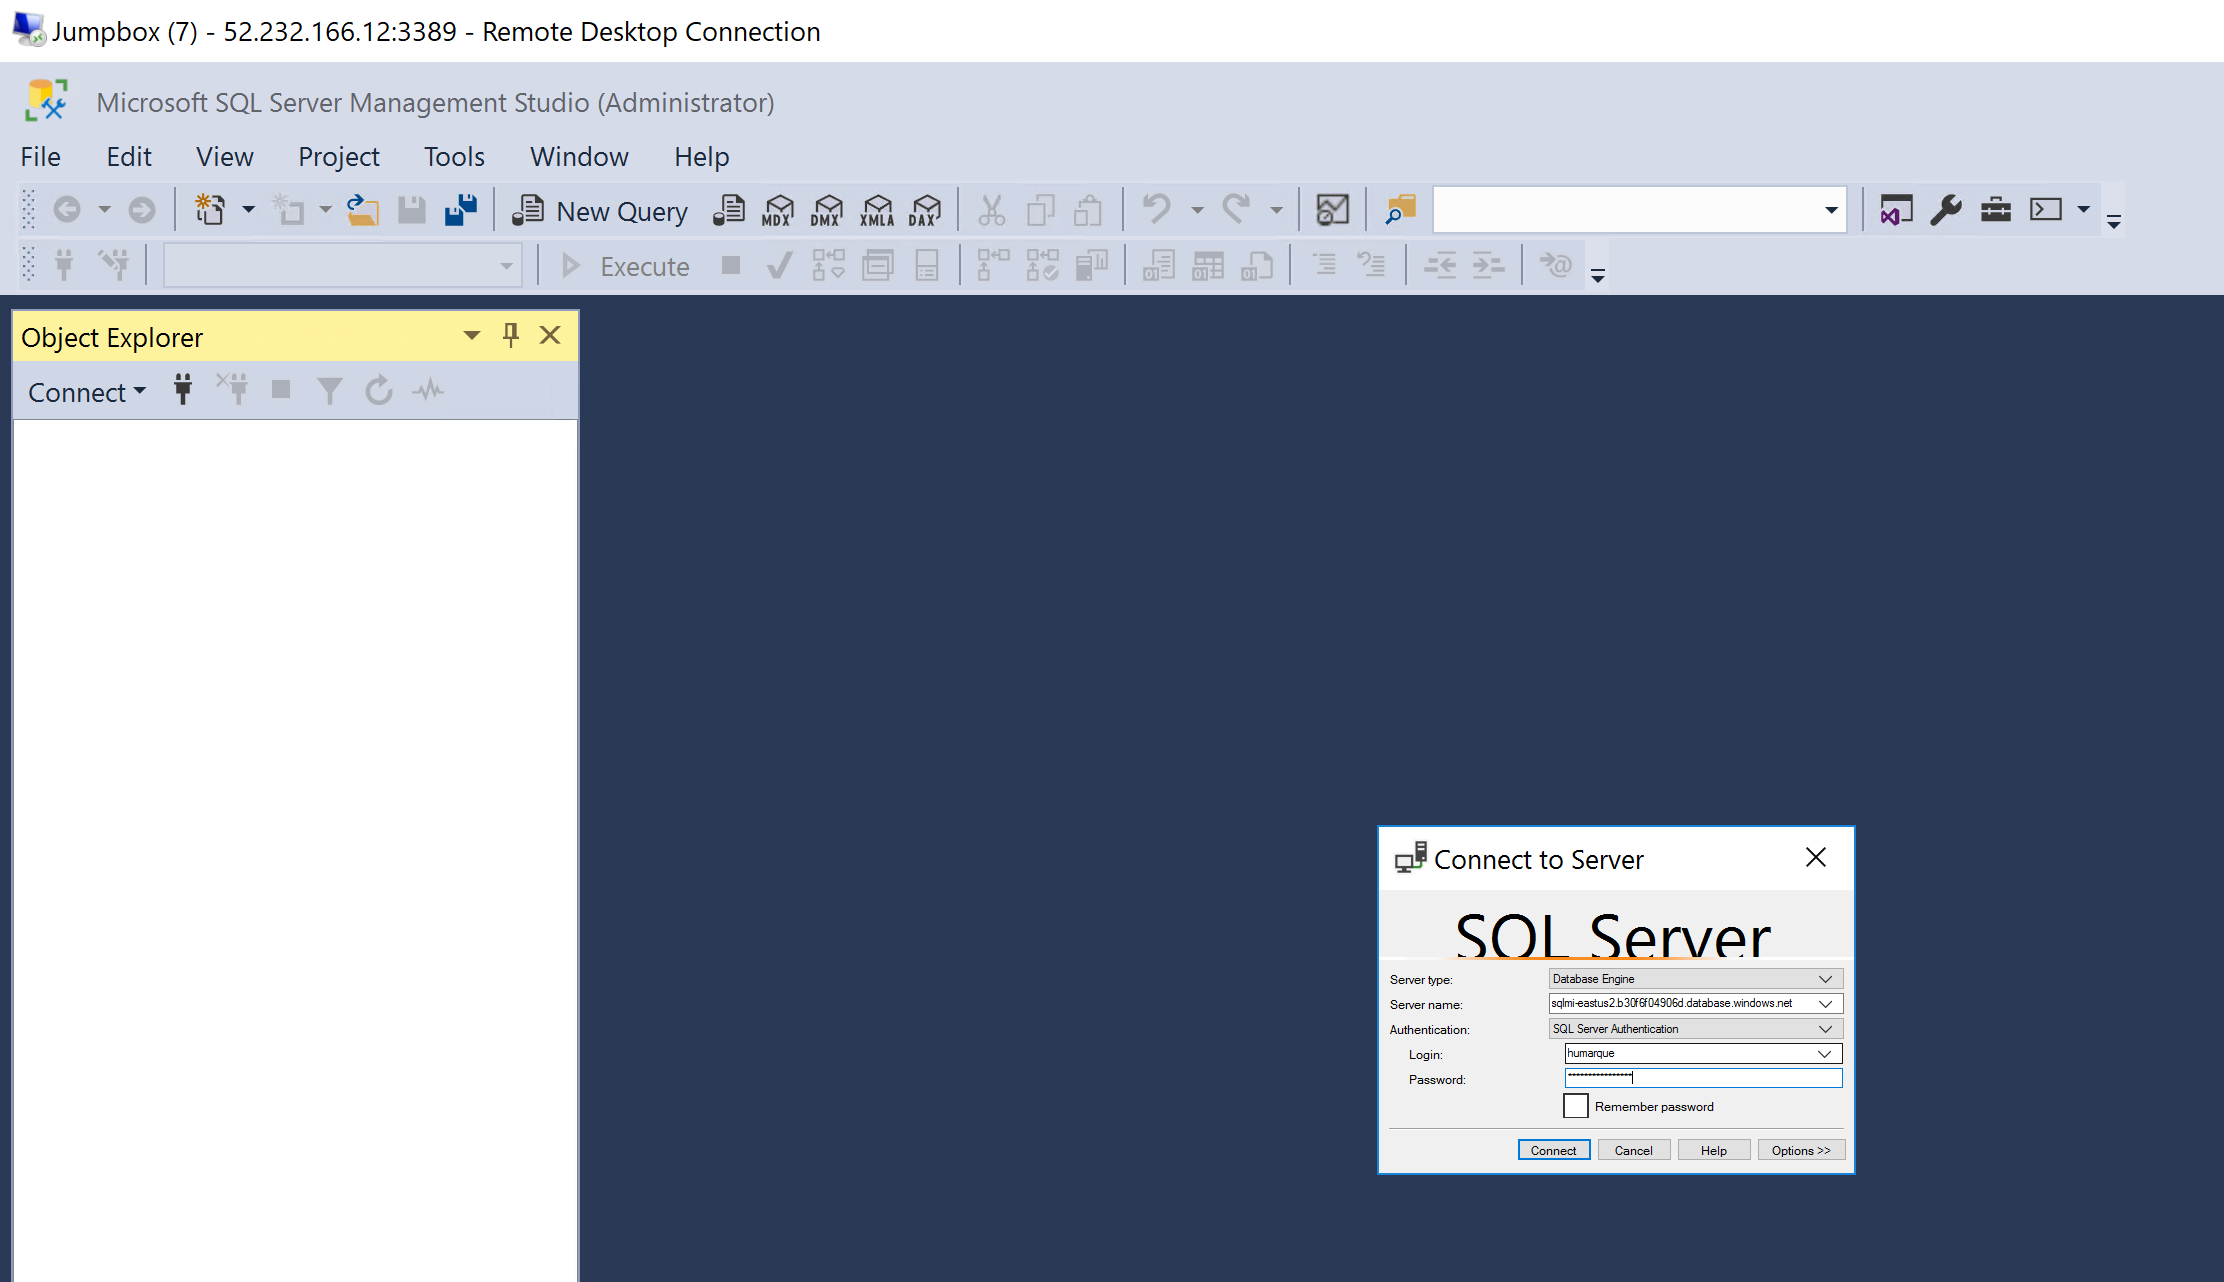 Jumpbox (7) - 52.232.166.12:3389 - Remote Desktop Connection
Microsoft SQL Server Management Studio (Administrator)
File Edit View Project Tools Window Help
New Query MDX DMX XMLA DAX
Execute
Object Explorer
Connect
Connect to Server
SQL Server
Server type: Database Engine
Server name: sqlmi-eastus2.b30f6f04906d.database.windows.net
Authentication: SQL Server Authentication
Login: humarque
Password: ****************
Remember password
Connect Cancel Help Options >>